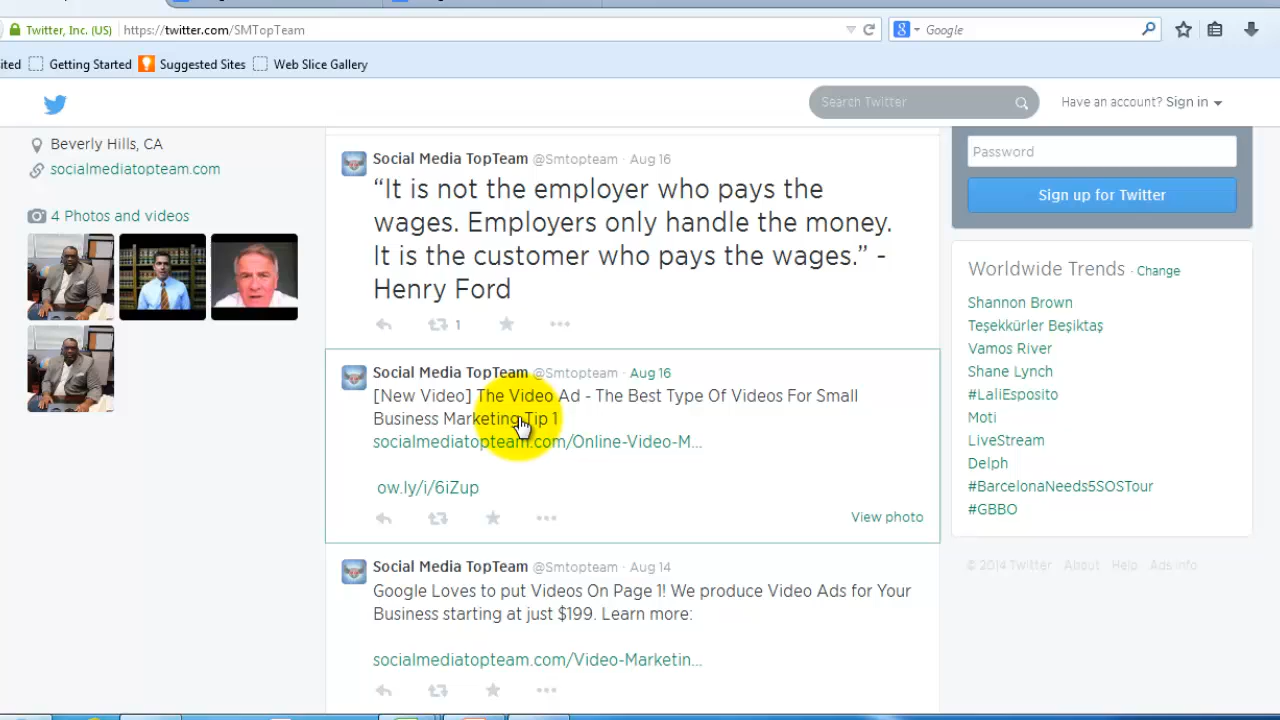 Twitter, Inc. (US)
https://twitter.com/SMTopTeam
Google
ited
Getting Started
Suggested Sites
Web Slice Gallery
Search Twitter
Have an account? Sign in
Beverly Hills, CA
socialmediatopteam.com
4 Photos and videos
Social Media TopTeam @Smtopteam · Aug 16
“It is not the employer who pays the
wages. Employers only handle the money.
It is the customer who pays the wages.” -
Henry Ford
1
Social Media TopTeam @Smtopteam · Aug 16
[New Video] The Video Ad - The Best Type Of Videos For Small
Business Marketing Tip 1
socialmediatopteam.com/Online-Video-M...
ow.ly/i/6iZup
View photo
Social Media TopTeam @Smtopteam · Aug 14
Google Loves to put Videos On Page 1! We produce Video Ads for Your
Business starting at just $199. Learn more:
socialmediatopteam.com/Video-Marketin...
Password
Sign up for Twitter
Worldwide Trends · Change
Shannon Brown
Teşekkürler Beşiktaş
Vamos River
Shane Lynch
#LaliEsposito
Moti
LiveStream
Delph
#BarcelonaNeeds5SOSTour
#GBBO
© 2014 Twitter About Help Ads info